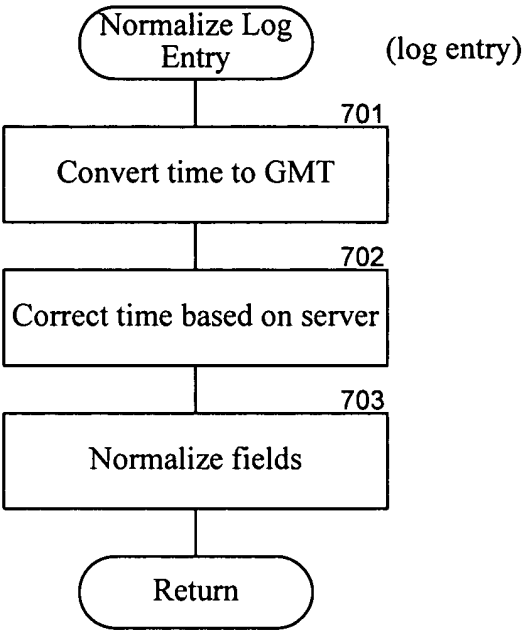 Normalize Log
Entry
(log entry)
701
Convert time to GMT
702
Correct time based on server
703
Normalize fields
Return